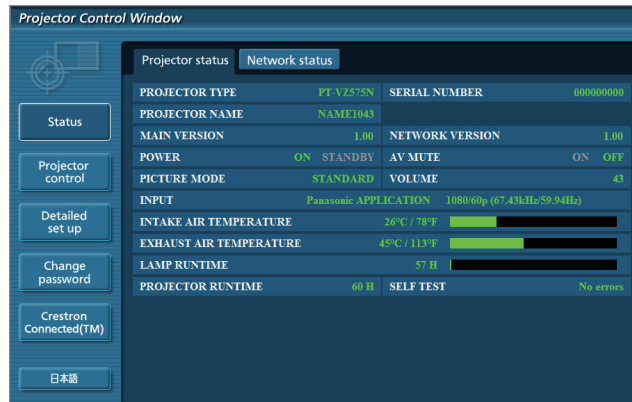 Projector Control Window
Projector status
Network status
Status
Projector control
Detailed set up
Change password
Crestron Connected(TM)
日本語
PROJECTOR TYPE PT-VZ575N SERIAL NUMBER 000000000
PROJECTOR NAME NAME1043
MAIN VERSION 1.00 NETWORK VERSION 1.00
POWER ON STANDBY AV MUTE ON OFF
PICTURE MODE STANDARD VOLUME 43
INPUT Panasonic APPLICATION 1080/60p (67.43kHz/59.94Hz)
INTAKE AIR TEMPERATURE 26°C / 78°F
EXHAUST AIR TEMPERATURE 45°C / 113°F
LAMP RUNTIME 57 H
PROJECTOR RUNTIME 60 H SELF TEST No errors